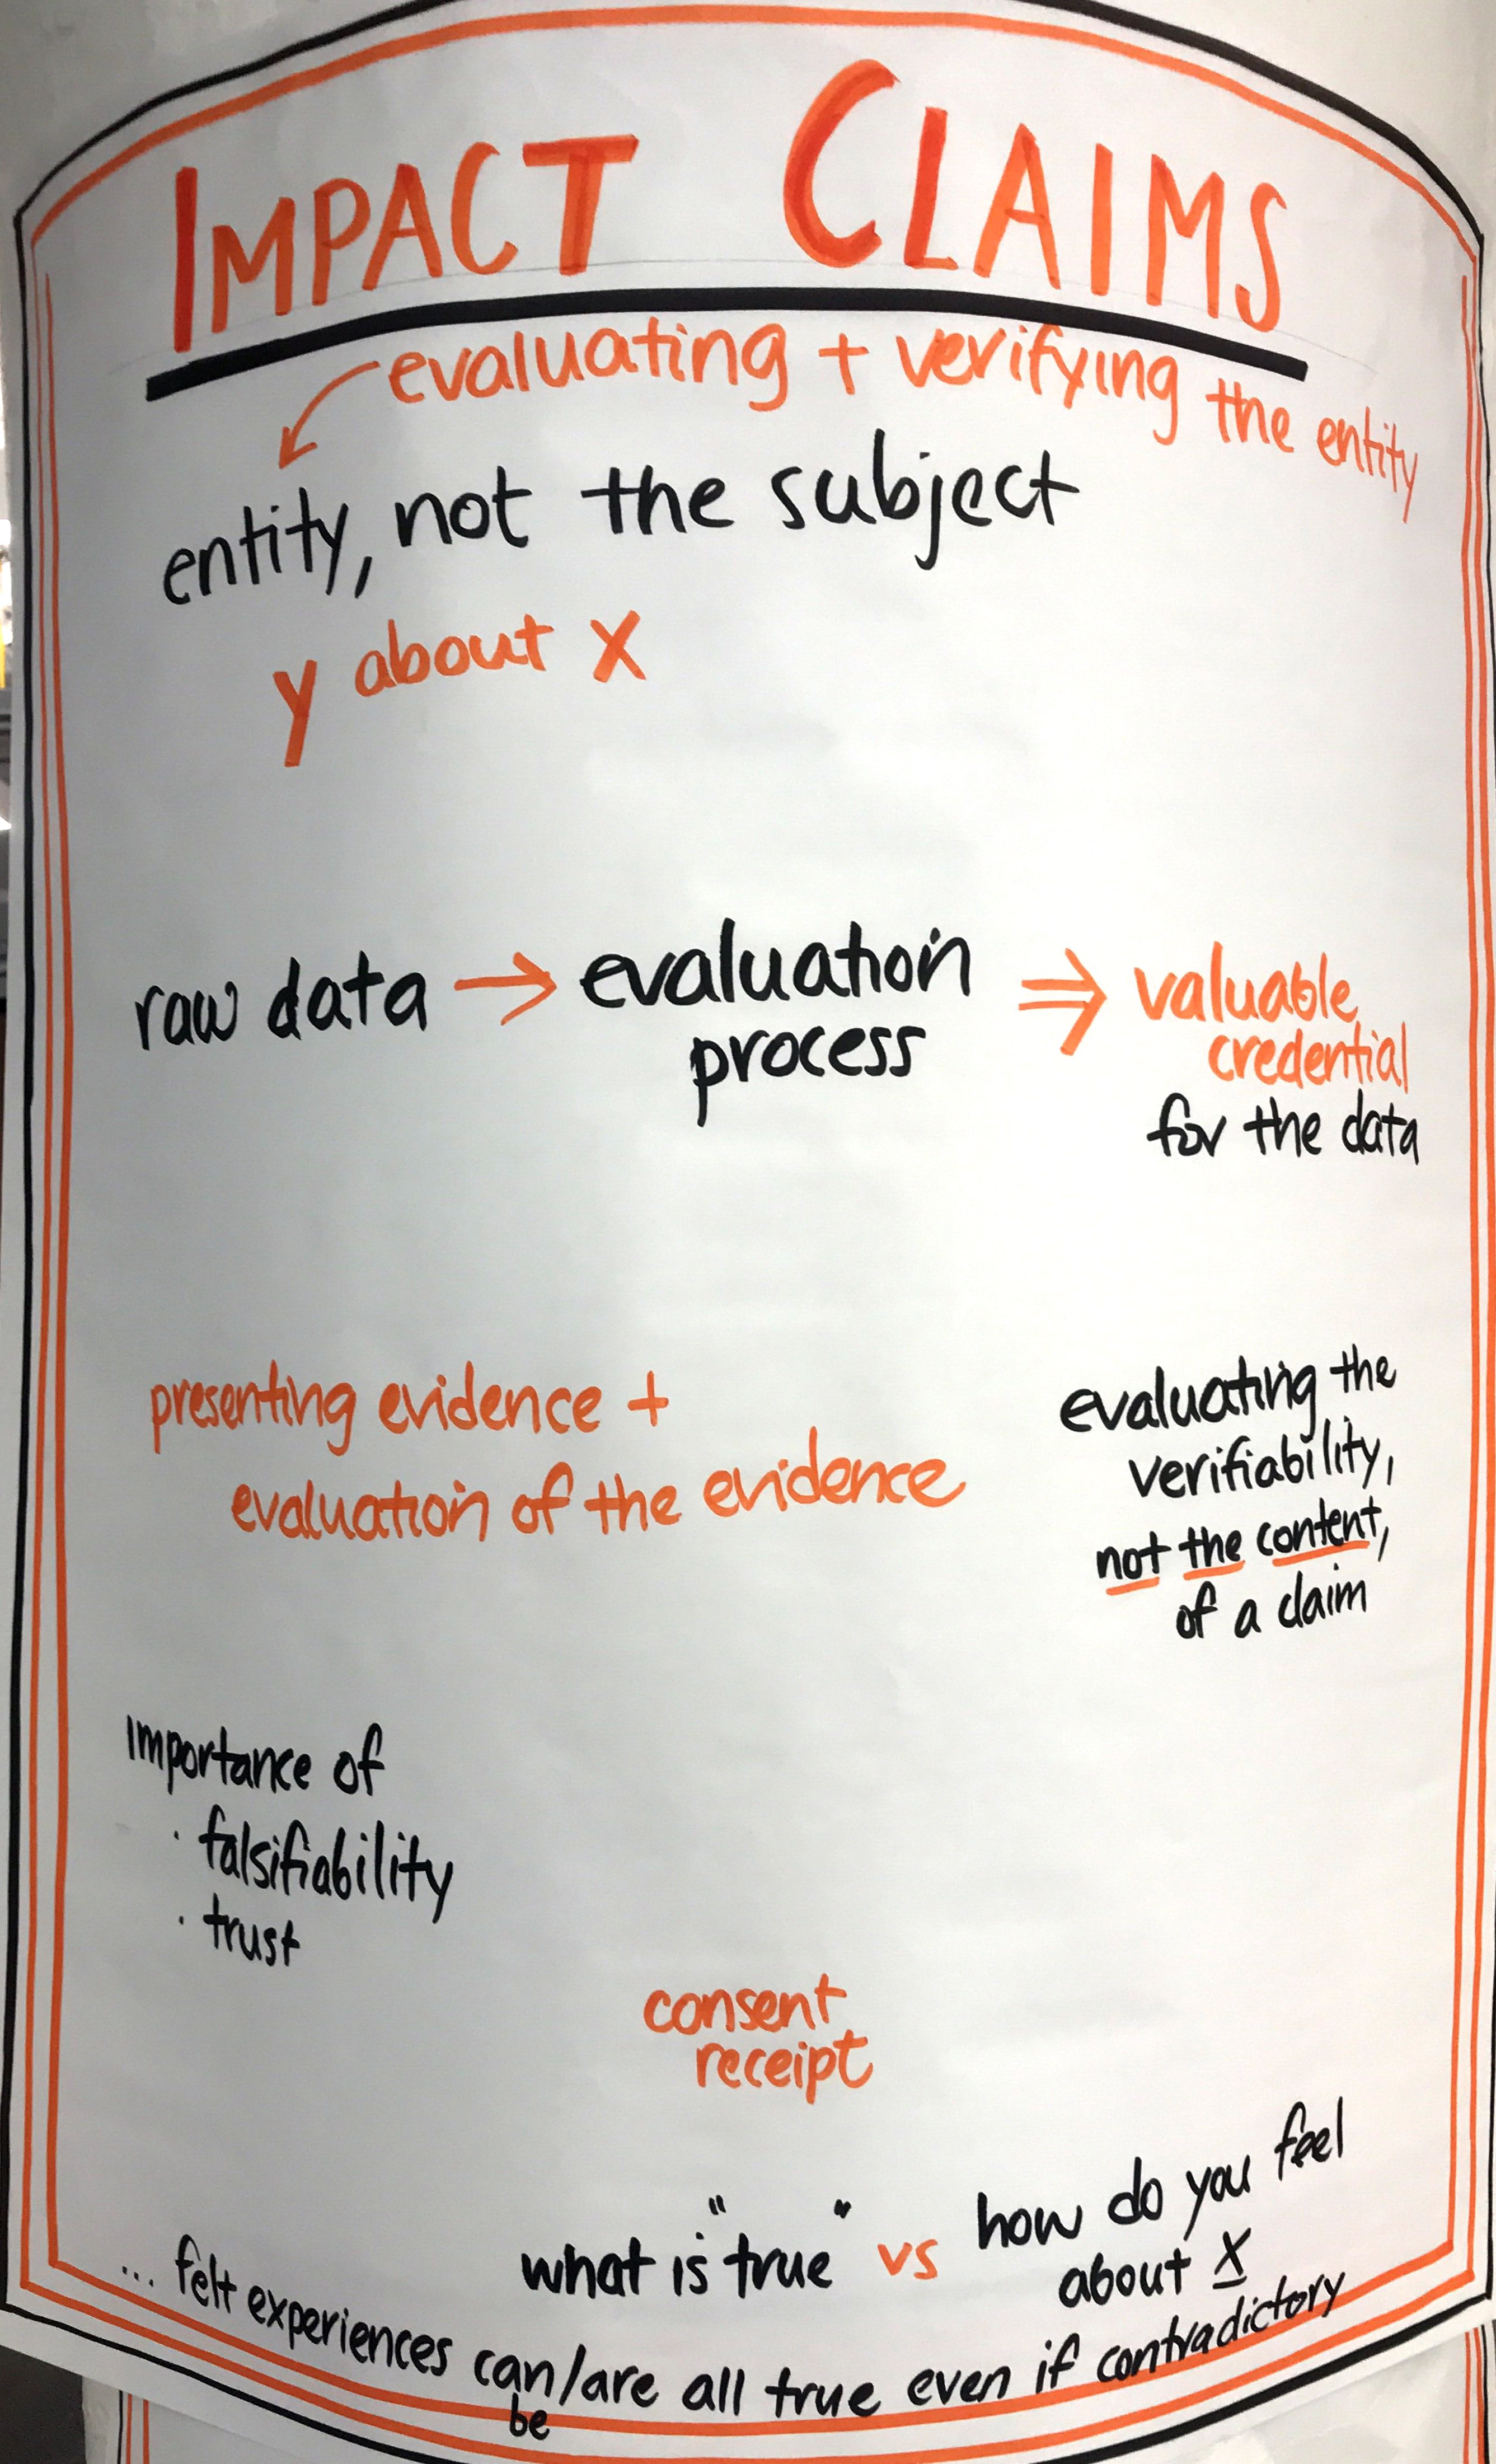 IMPACT CLAIMS
evaluating + verifying the entity
entity, not the subject
y about X
raw data → evaluation ⇒ valuable
process credential
for the data
presenting evidence +
evaluation of the evidence
evaluating the
verifiability,
not the content,
of a claim
Importance of
· falsifiability
· trust
consent
receipt
what is "true" vs how do you feel
about X
... felt experiences can/are all true even if contradictory
be